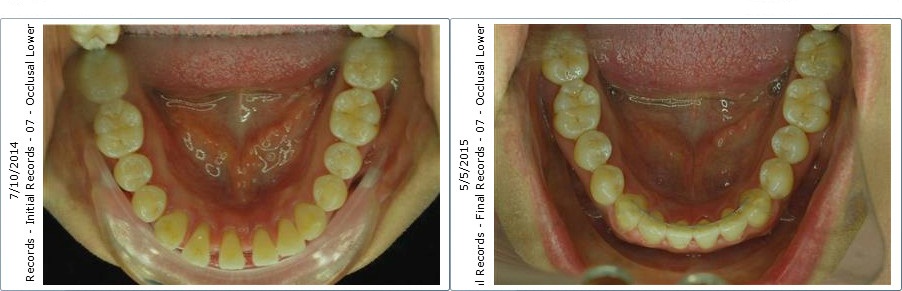 7/10/2014
Records - Initial Records - 07 - Occlusal Lower
5/5/2015
Records - Final Records - 07 - Occlusal Lower